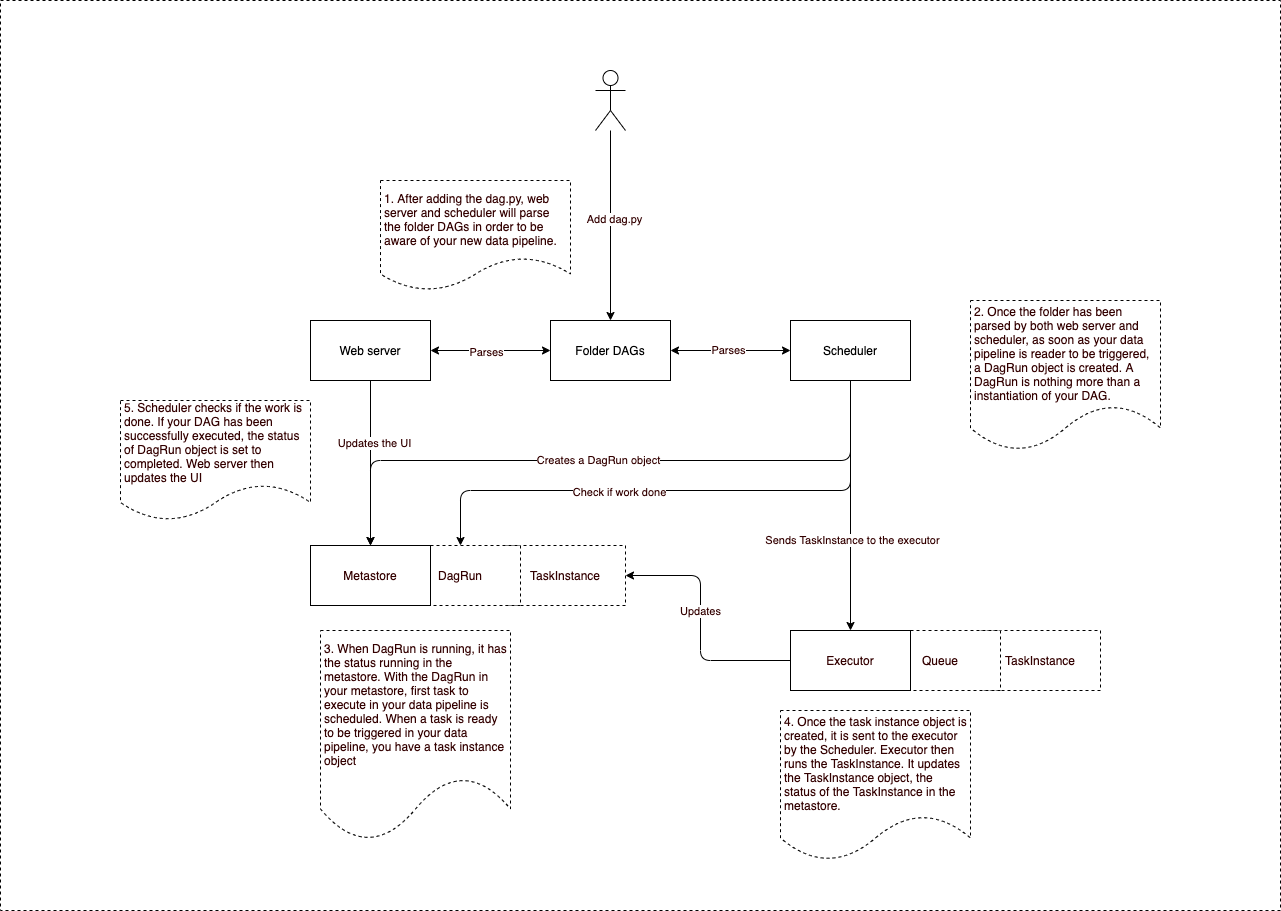 1. After adding the dag.py, web
server and scheduler will parse
the folder DAGs in order to be
aware of your new data pipeline.
Add dag.py
Web server
Parses
Folder DAGs
Parses
Scheduler
2. Once the folder has been
parsed by both web server and
scheduler, as soon as your data
pipeline is reader to be triggered,
a DagRun object is created. A
DagRun is nothing more than a
instantiation of your DAG.
5. Scheduler checks if the work is
done. If your DAG has been
successfully executed, the status
of DagRun object is set to
completed. Web server then
updates the UI
Updates the UI
Creates a DagRun object
Check if work done
Sends TaskInstance to the executor
Metastore
DagRun
TaskInstance
Updates
Executor
Queue
TaskInstance
3. When DagRun is running, it has
the status running in the
metastore. With the DagRun in
your metastore, first task to
execute in your data pipeline is
scheduled. When a task is ready
to be triggered in your data
pipeline, you have a task instance
object
4. Once the task instance object is
created, it is sent to the executor
by the Scheduler. Executor then
runs the TaskInstance. It updates
the TaskInstance object, the
status of the TaskInstance in the
metastore.